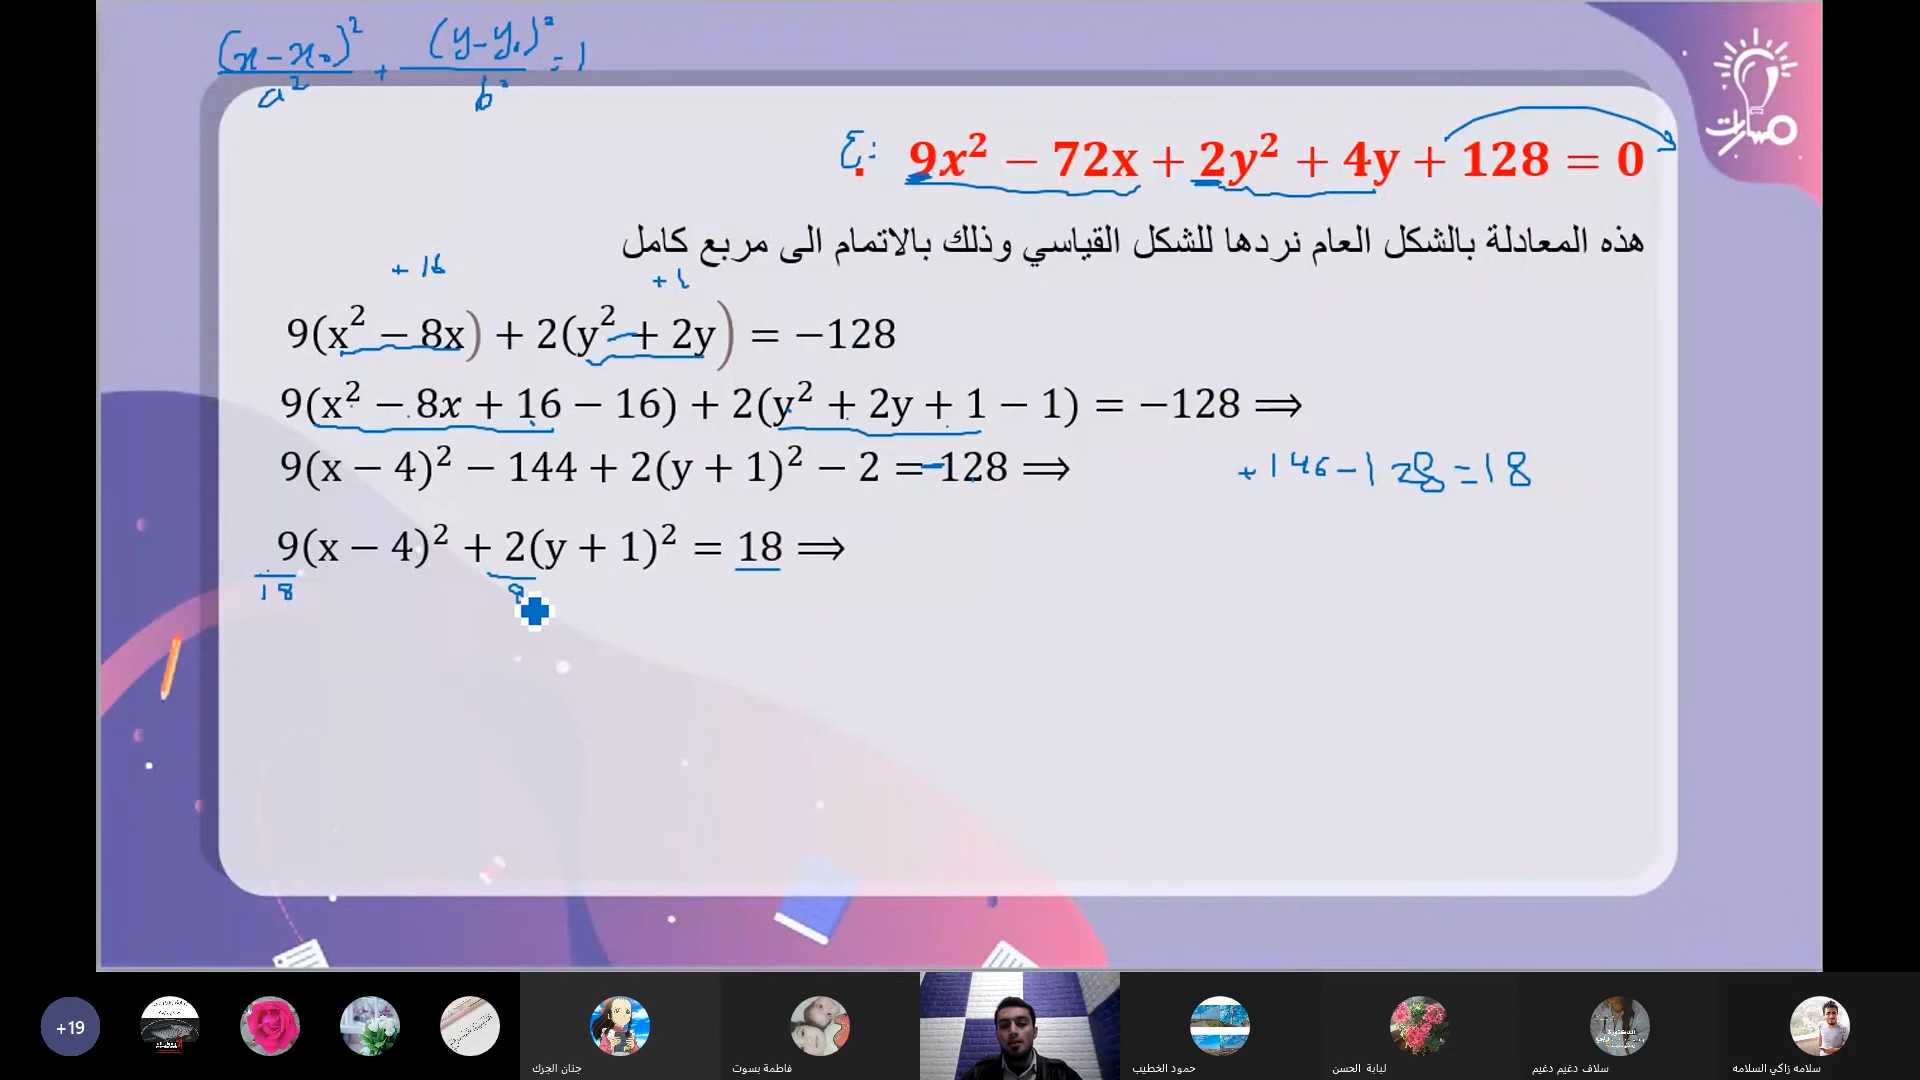 (x-x₀)²/a² + (y-y₀)²/b² = 1
مسارات
ε: 9x² − 72x + 2y² + 4y + 128 = 0
هذه المعادلة بالشكل العام نردها للشكل القياسي وذلك بالاتمام الى مربع كامل
+16 +1
9(x² − 8x) + 2(y² + 2y) = −128
9(x² − 8x + 16 − 16) + 2(y² + 2y + 1 − 1) = −128 ⟹
9(x − 4)² − 144 + 2(y + 1)² − 2 = -128 ⟹ +146-128=18
9(x − 4)² + 2(y + 1)² = 18 ⟹
18
+19
جنان الجرك
فاطمة بسوت
حمود الخطيب
لبابة الحسن
سلاف دغيم دغيم
سلامه زاكي السلامه